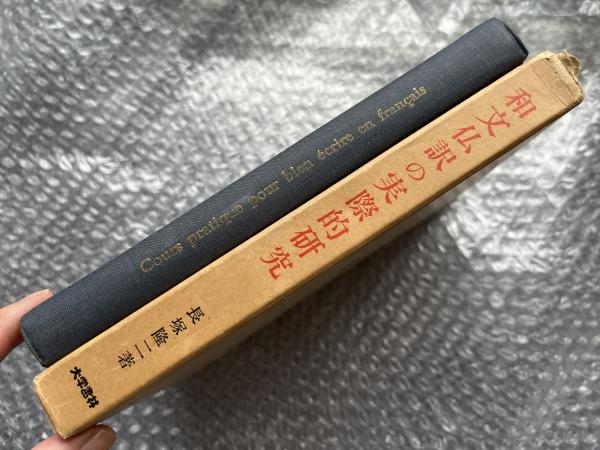 Cours pratique pour bien écrire en français
和文仏訳の実際的研究
長塚隆二著
大学書林